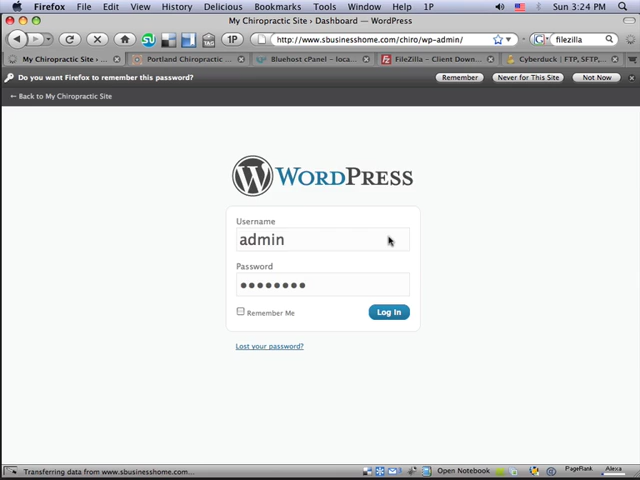 Firefox File Edit View History Delicious Bookmarks Tools Window Help 1P Sun 3:24 PM
My Chiropractic Site › Dashboard — WordPress
1P http://www.sbusinesshome.com/chiro/wp-admin/ filezilla
TAG
My Chiropractic Site › ... Portland Chiropractic ... Bluehost cPanel – loca... FileZilla – Client Down... Cyberduck | FTP, SFTP,...
Do you want Firefox to remember this password? Remember Never for This Site Not Now
← Back to My Chiropractic Site
WORDPRESS
Username
admin
Password
Remember Me Log In
Lost your password?
Transferring data from www.sbusinesshome.com... 3 Open Notebook PageRank Alexa